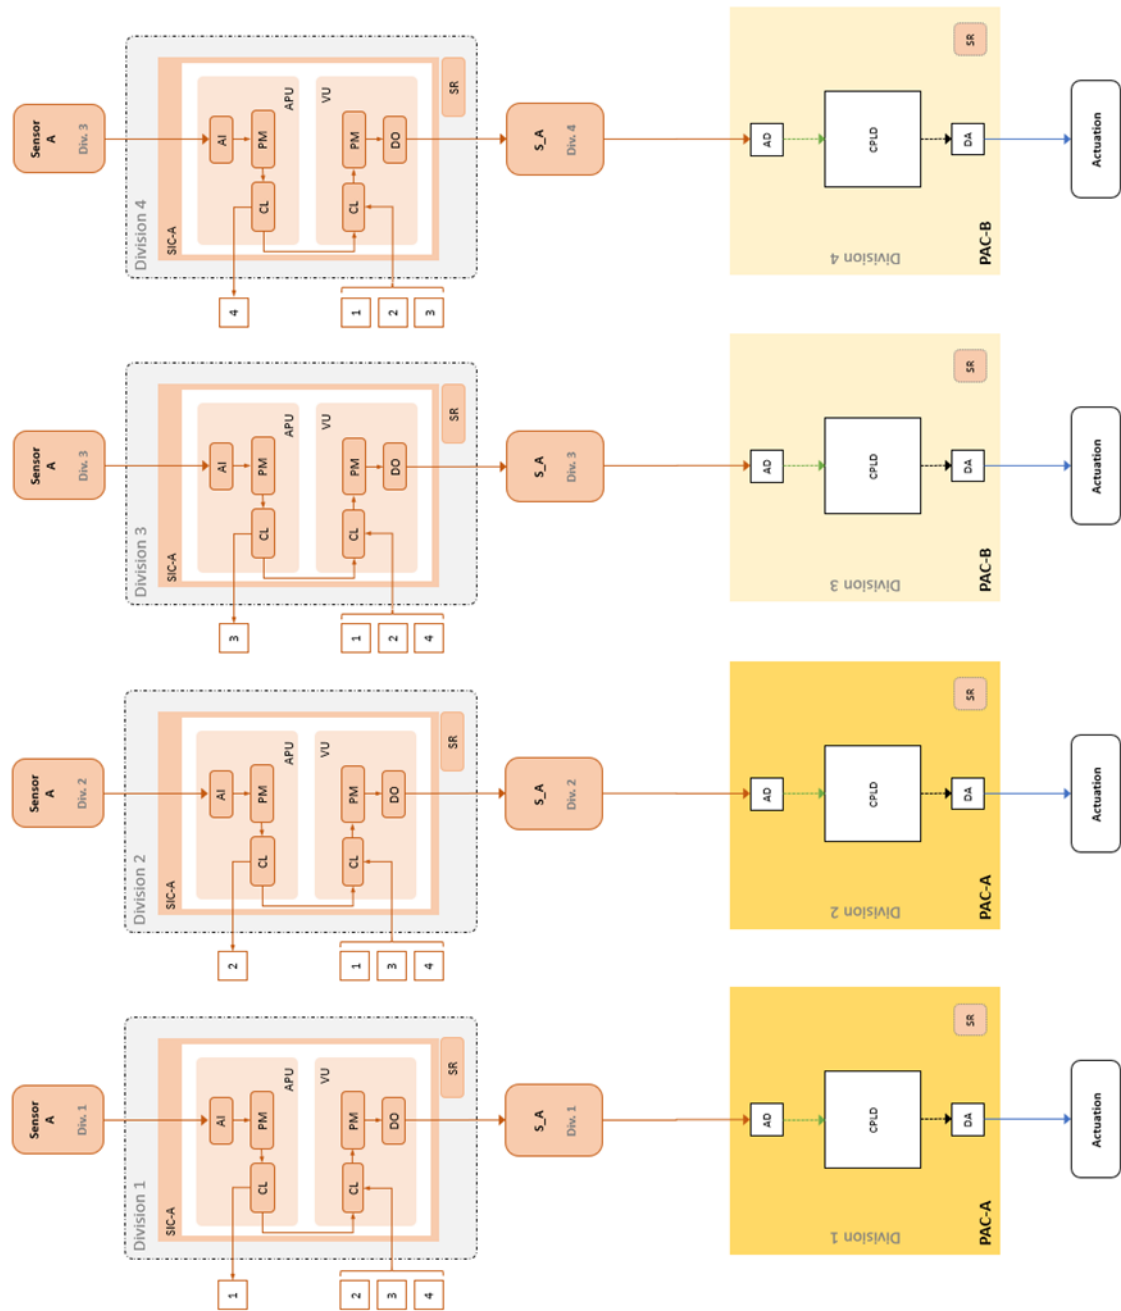 Sensor
A
Div. 1
Division 1
SIC-A
AI
PM
CL
APU
1
VU
CL
PM
DO
2
3
4
SR
S_A
Div. 1
AD
CPLD
DA
SR
Division 1
PAC-A
Actuation
Sensor
A
Div. 2
Division 2
SIC-A
AI
PM
CL
APU
2
VU
CL
PM
DO
1
3
4
SR
S_A
Div. 2
AD
CPLD
DA
SR
Division 2
PAC-A
Actuation
Sensor
A
Div. 3
Division 3
SIC-A
AI
PM
CL
APU
3
VU
CL
PM
DO
1
2
4
SR
S_A
Div. 3
AD
CPLD
DA
SR
Division 3
PAC-B
Actuation
Sensor
A
Div. 3
Division 4
SIC-A
AI
PM
CL
APU
4
VU
CL
PM
DO
1
2
3
SR
S_A
Div. 4
AD
CPLD
DA
SR
Division 4
PAC-B
Actuation